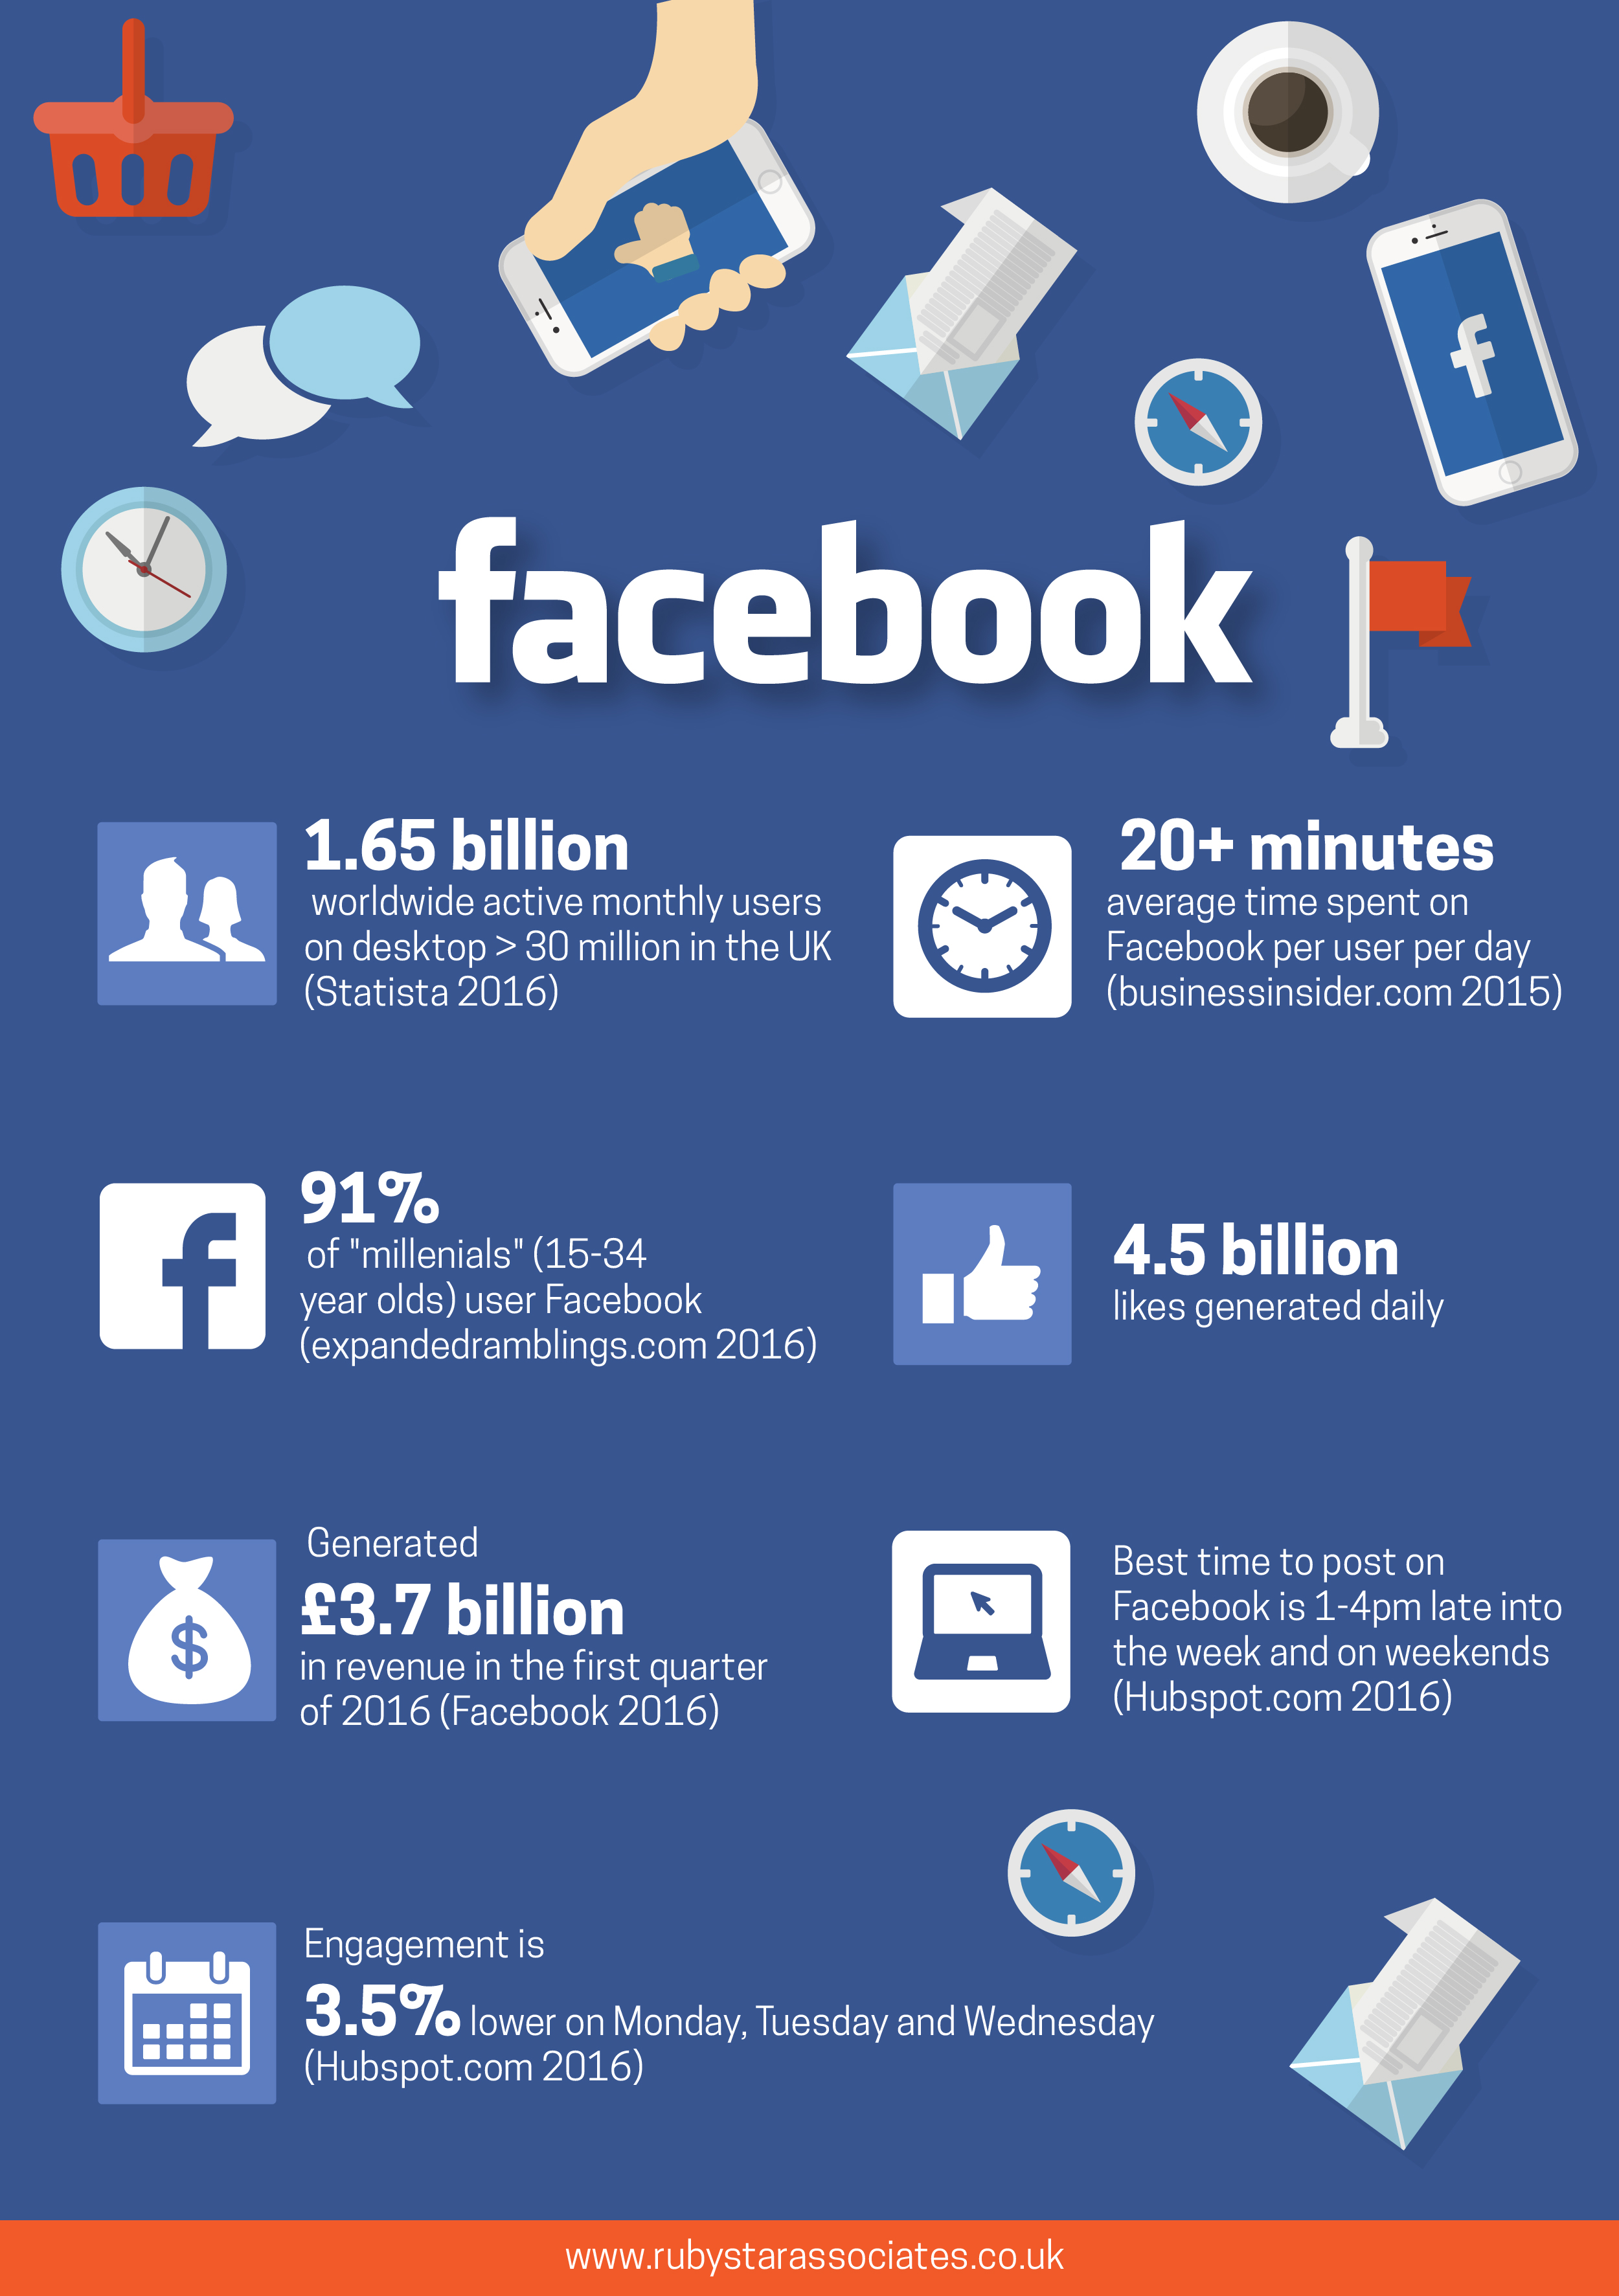 facebook
1.65 billion
worldwide active monthly users
on desktop > 30 million in the UK
(Statista 2016)
20+ minutes
average time spent on
Facebook per user per day
(businessinsider.com 2015)
91%
of "millenials" (15-34
year olds) user Facebook
(expandedramblings.com 2016)
4.5 billion
likes generated daily
Generated
£3.7 billion
in revenue in the first quarter
of 2016 (Facebook 2016)
Best time to post on
Facebook is 1-4pm late into
the week and on weekends
(Hubspot.com 2016)
Engagement is
3.5% lower on Monday, Tuesday and Wednesday
(Hubspot.com 2016)
www.rubystarassociates.co.uk